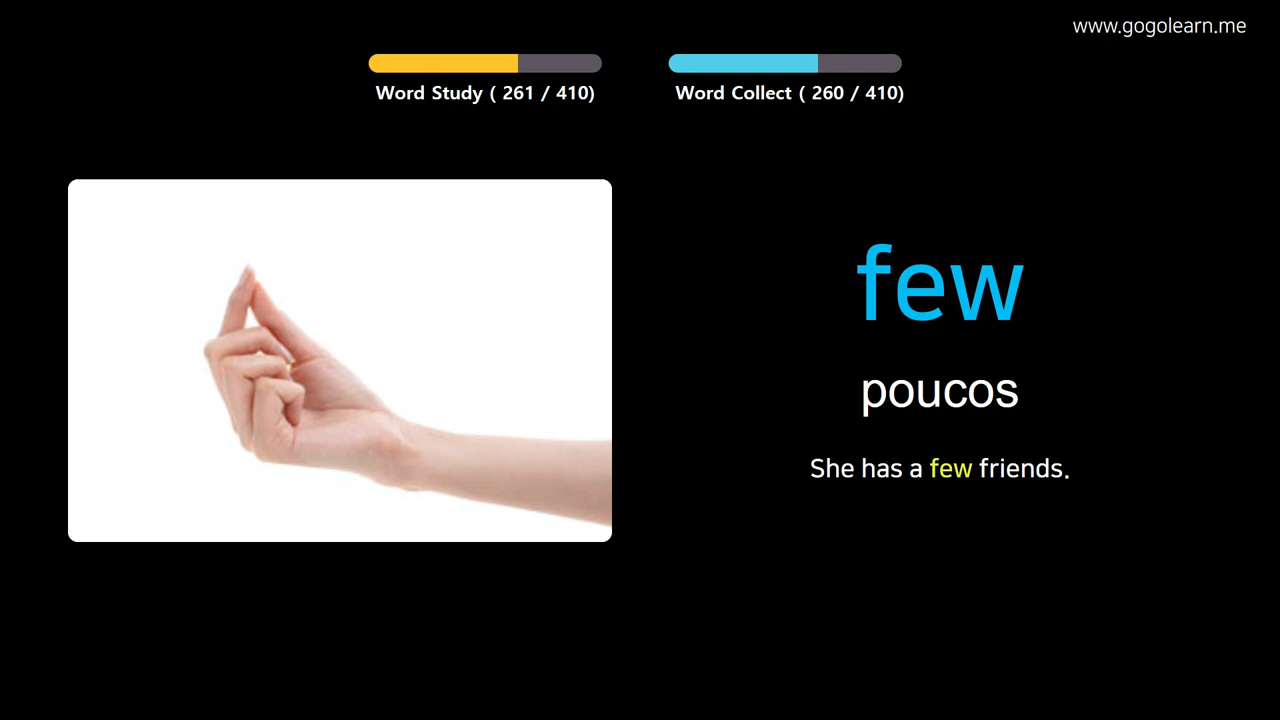 www.gogolearn.me
Word Study ( 261 / 410)
Word Collect ( 260 / 410)
few
poucos
She has a few friends.